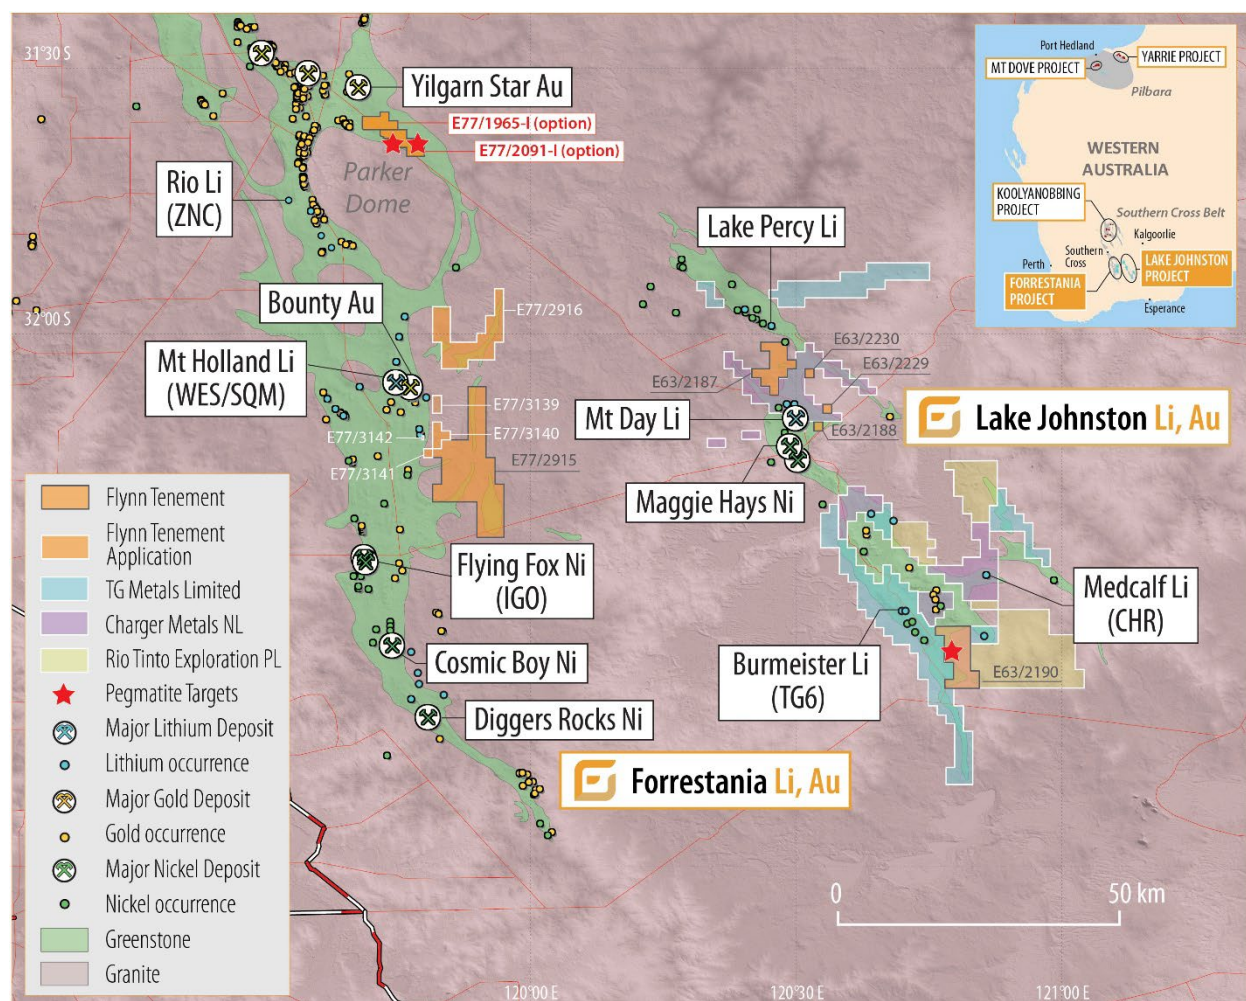 31°30 S
Yilgarn Star Au
E77/1965-I (option)
E77/2091-I (option)
Parker
Dome
Rio Li
(ZNC)
Lake Percy Li
Bounty Au
E77/2916
32°00 S
Mt Holland Li
(WES/SQM)
E63/2230
E63/2229
E63/2187
E77/3139
Mt Day Li
Lake Johnston Li, Au
E77/3142
E77/3140
E63/2188
E77/3141
E77/2915
Maggie Hays Ni
Flying Fox Ni
(IGO)
Medcalf Li
(CHR)
Cosmic Boy Ni
Burmeister Li
(TG6)
E63/2190
Diggers Rocks Ni
Forrestania Li, Au
0
50 km
120°00 E
120°30 E
121°00 E
Port Hedland
YARRIE PROJECT
MT DOVE PROJECT
Pilbara
WESTERN
AUSTRALIA
KOOLYANOBBING
PROJECT
Southern Cross Belt
Kalgoorlie
Southern
Cross
Perth
LAKE JOHNSTON
PROJECT
FORRESTANIA
PROJECT
Esperance
Flynn Tenement
Flynn Tenement
Application
TG Metals Limited
Charger Metals NL
Rio Tinto Exploration PL
Pegmatite Targets
Major Lithium Deposit
Lithium occurrence
Major Gold Deposit
Gold occurrence
Major Nickel Deposit
Nickel occurrence
Greenstone
Granite